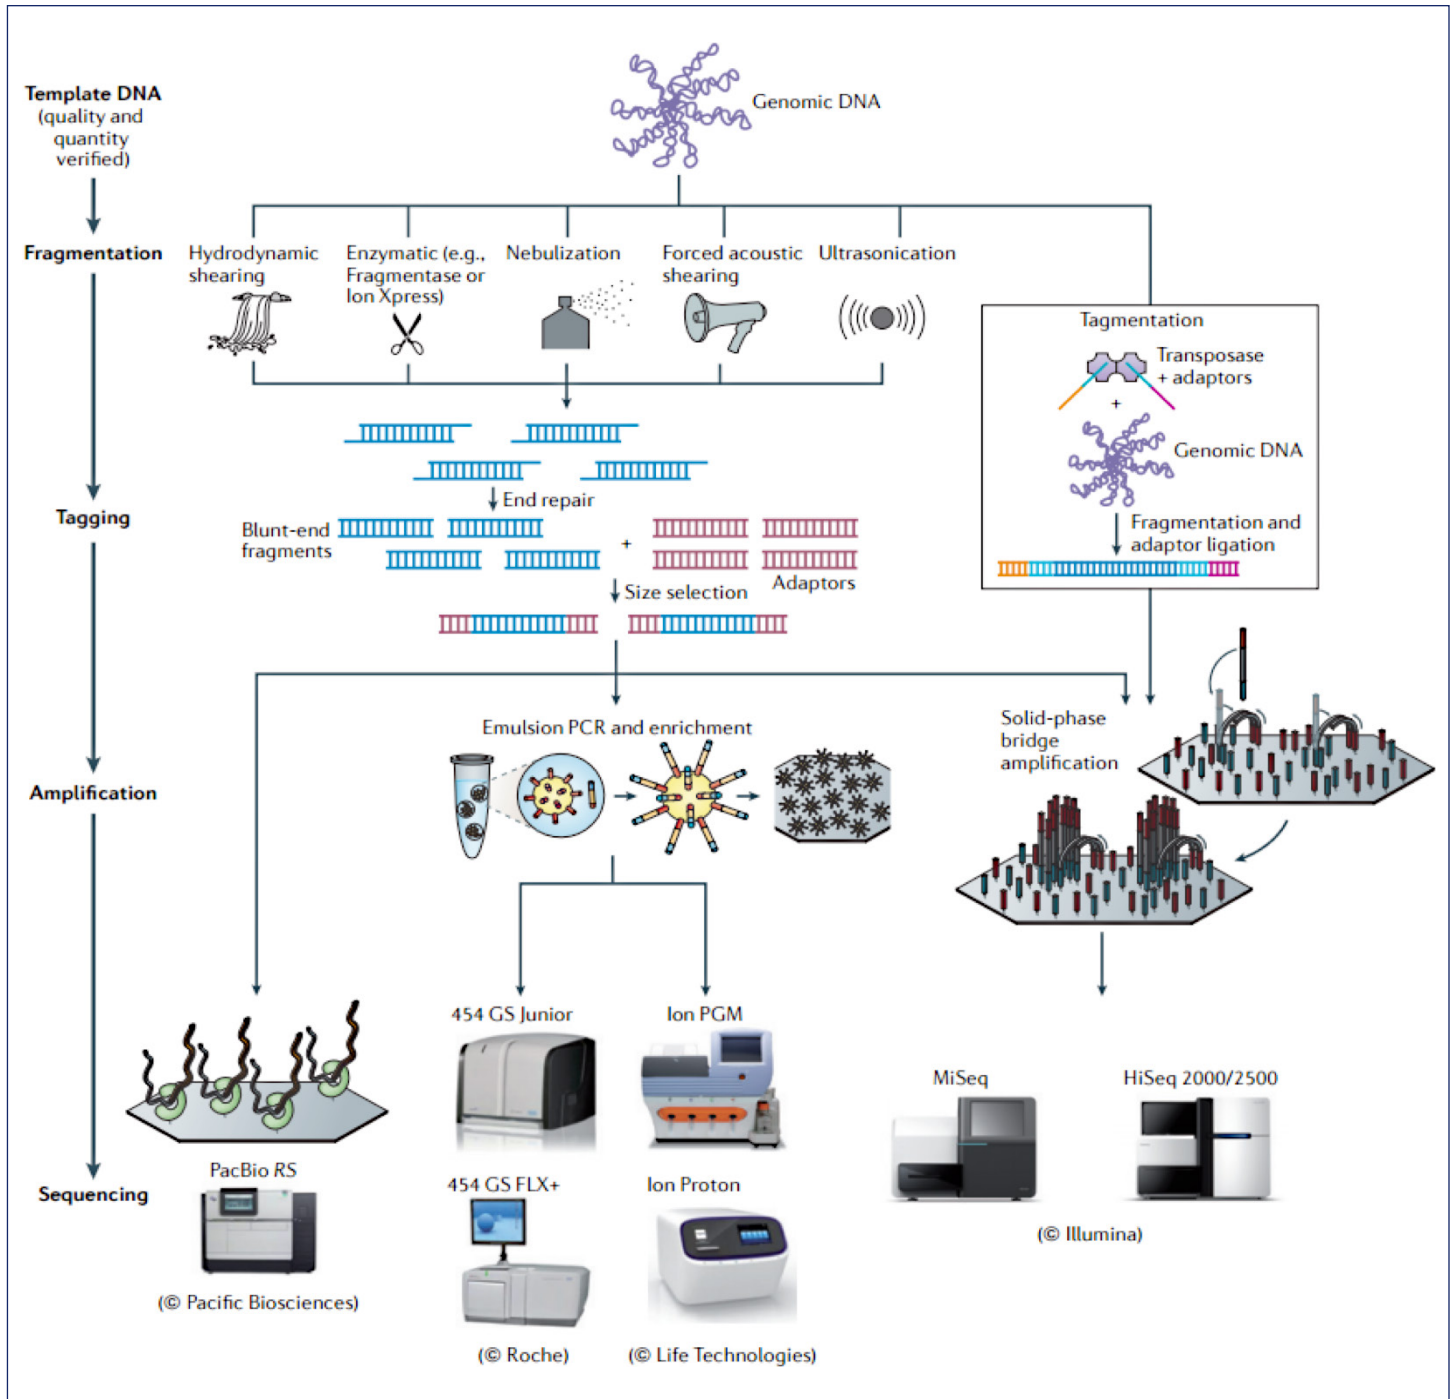 Template DNA
(quality and
quantity
verified)
Genomic DNA
Fragmentation
Hydrodynamic
shearing
Enzymatic (e.g.,
Fragmentase or
Ion Xpress)
Nebulization
Forced acoustic
shearing
Ultrasonication
Tagmentation
Transposase
+ adaptors
+
Genomic DNA
Fragmentation and
adaptor ligation
Tagging
End repair
Blunt-end
fragments
+
Adaptors
Size selection
Amplification
Emulsion PCR and enrichment
Solid-phase
bridge
amplification
Sequencing
PacBio RS
(© Pacific Biosciences)
454 GS Junior
454 GS FLX+
(© Roche)
Ion PGM
Ion Proton
(© Life Technologies)
MiSeq
HiSeq 2000/2500
(© Illumina)